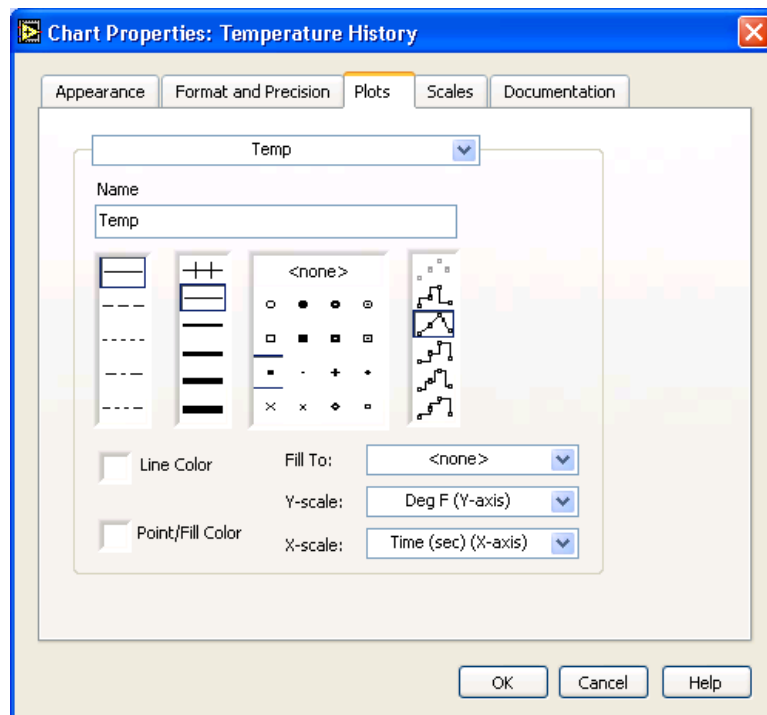 Chart Properties: Temperature History
Appearance Format and Precision Plots Scales Documentation
Temp
Name
Temp
<none>
Line Color Fill To: <none>
Y-scale: Deg F (Y-axis)
Point/Fill Color
X-scale: Time (sec) (X-axis)
OK Cancel Help